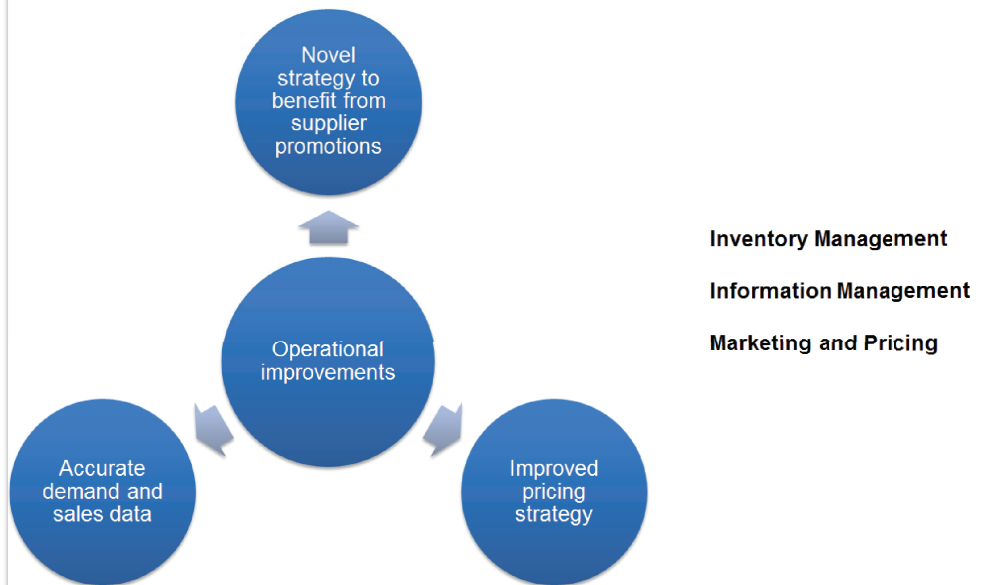 Novel
strategy to
benefit from
supplier
promotions
Operational
improvements
Accurate
demand and
sales data
Improved
pricing
strategy
Inventory Management
Information Management
Marketing and Pricing